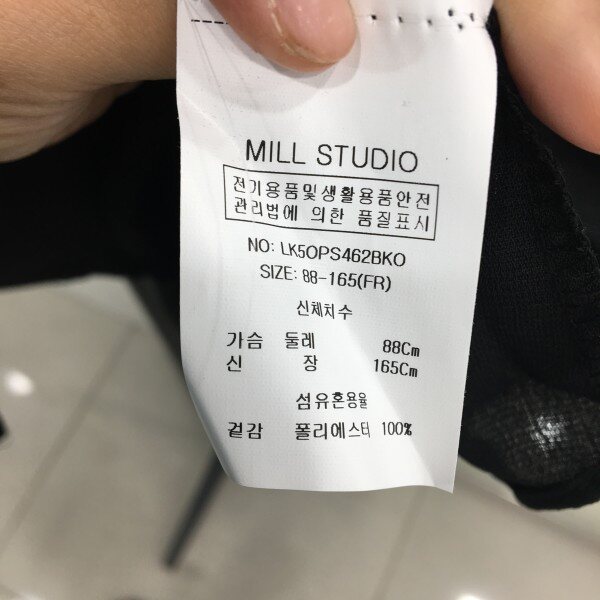 MILL STUDIO
전기용품및생활용품안전
관리법에 의한 품질표시
NO: LK5OPS462BKO
SIZE: 88-165(FR)
신체치수
가슴 둘레 88Cm
신 장 165Cm
섬유혼용율
겉감 폴리에스터 100%